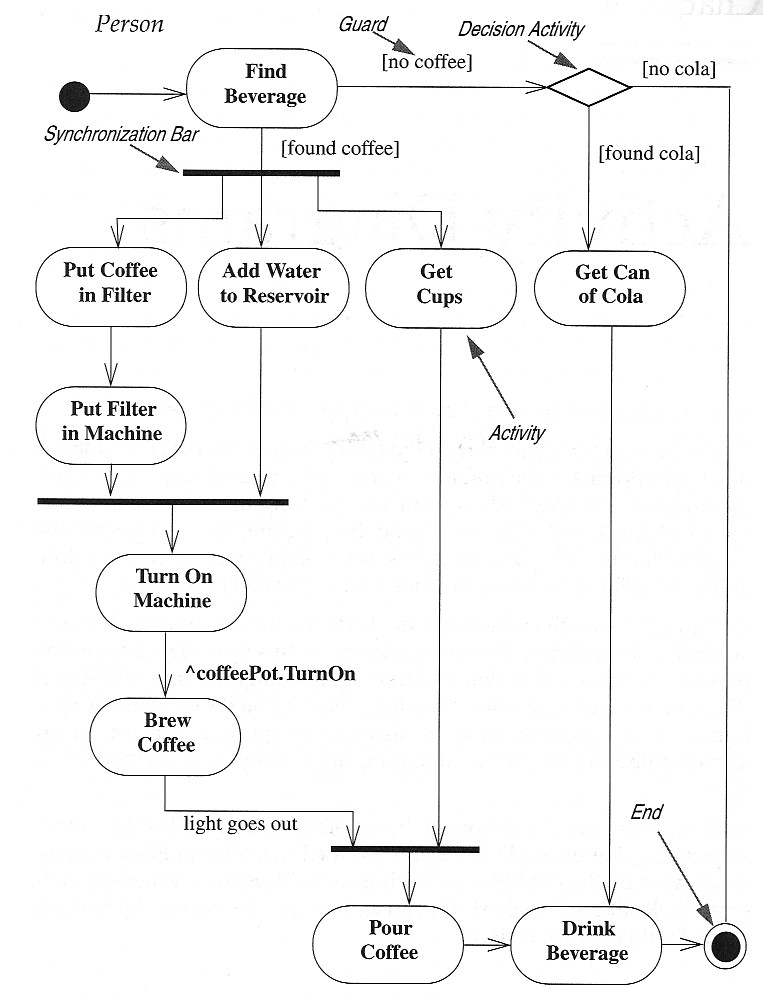 Person
Guard
Decision Activity
[no coffee]
[no cola]
Find
Beverage
Synchronization Bar
[found coffee]
[found cola]
Put Coffee
in Filter
Add Water
to Reservoir
Get
Cups
Get Can
of Cola
Put Filter
in Machine
Activity
Turn On
Machine
^coffeePot.TurnOn
Brew
Coffee
light goes out
End
Pour
Coffee
Drink
Beverage